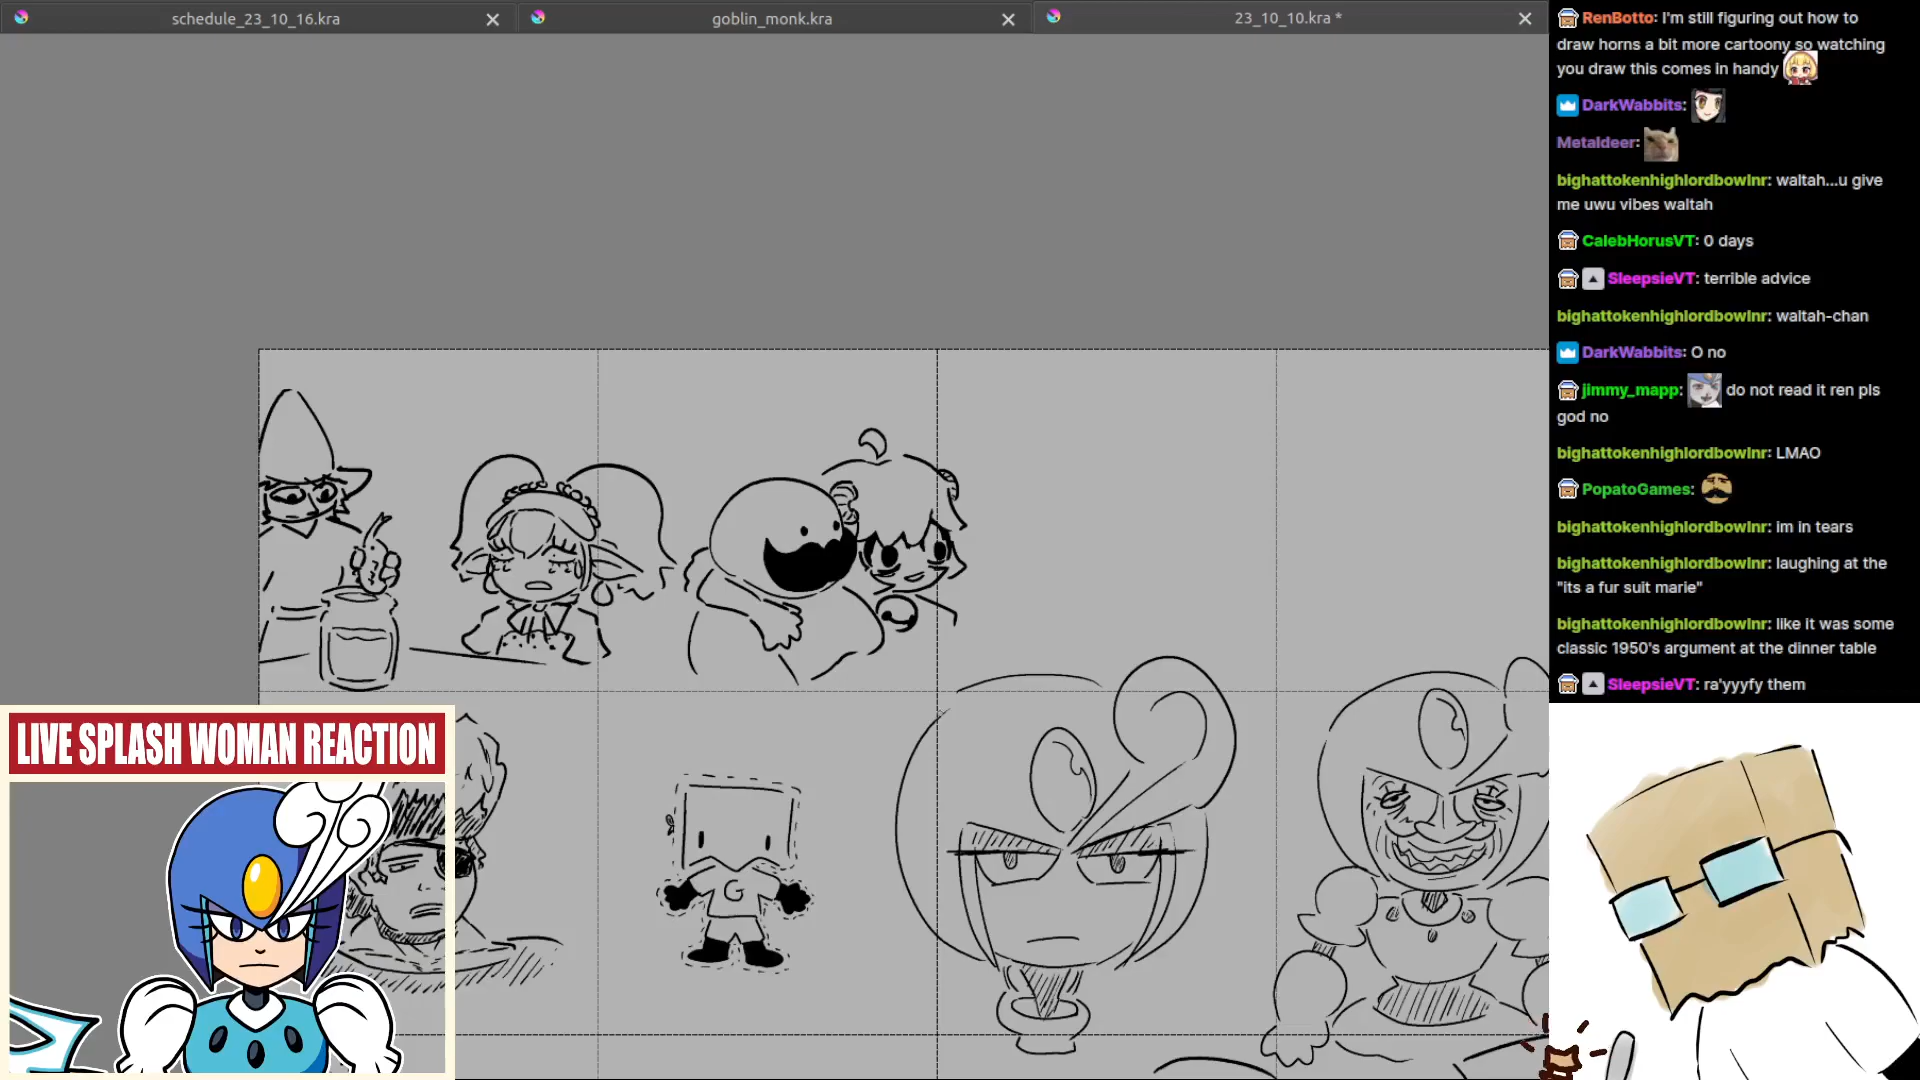 schedule_23_10_16.kra
goblin_monk.kra
23_10_10.kra *
RenBotto: I'm still figuring out how to
draw horns a bit more cartoony so watching
you draw this comes in handy
DarkWabbits:
Metaldeer:
bighattokenhighlordbowlnr: waltah...u give
me uwu vibes waltah
CalebHorusVT: 0 days
SleepsieVT: terrible advice
bighattokenhighlordbowlnr: waltah-chan
DarkWabbits: O no
jimmy_mapp: do not read it ren pls
god no
bighattokenhighlordbowlnr: LMAO
PopatoGames:
bighattokenhighlordbowlnr: im in tears
bighattokenhighlordbowlnr: laughing at the
"its a fur suit marie"
bighattokenhighlordbowlnr: like it was some
classic 1950's argument at the dinner table
SleepsieVT: ra'yyyfy them
LIVE SPLASH WOMAN REACTION
G